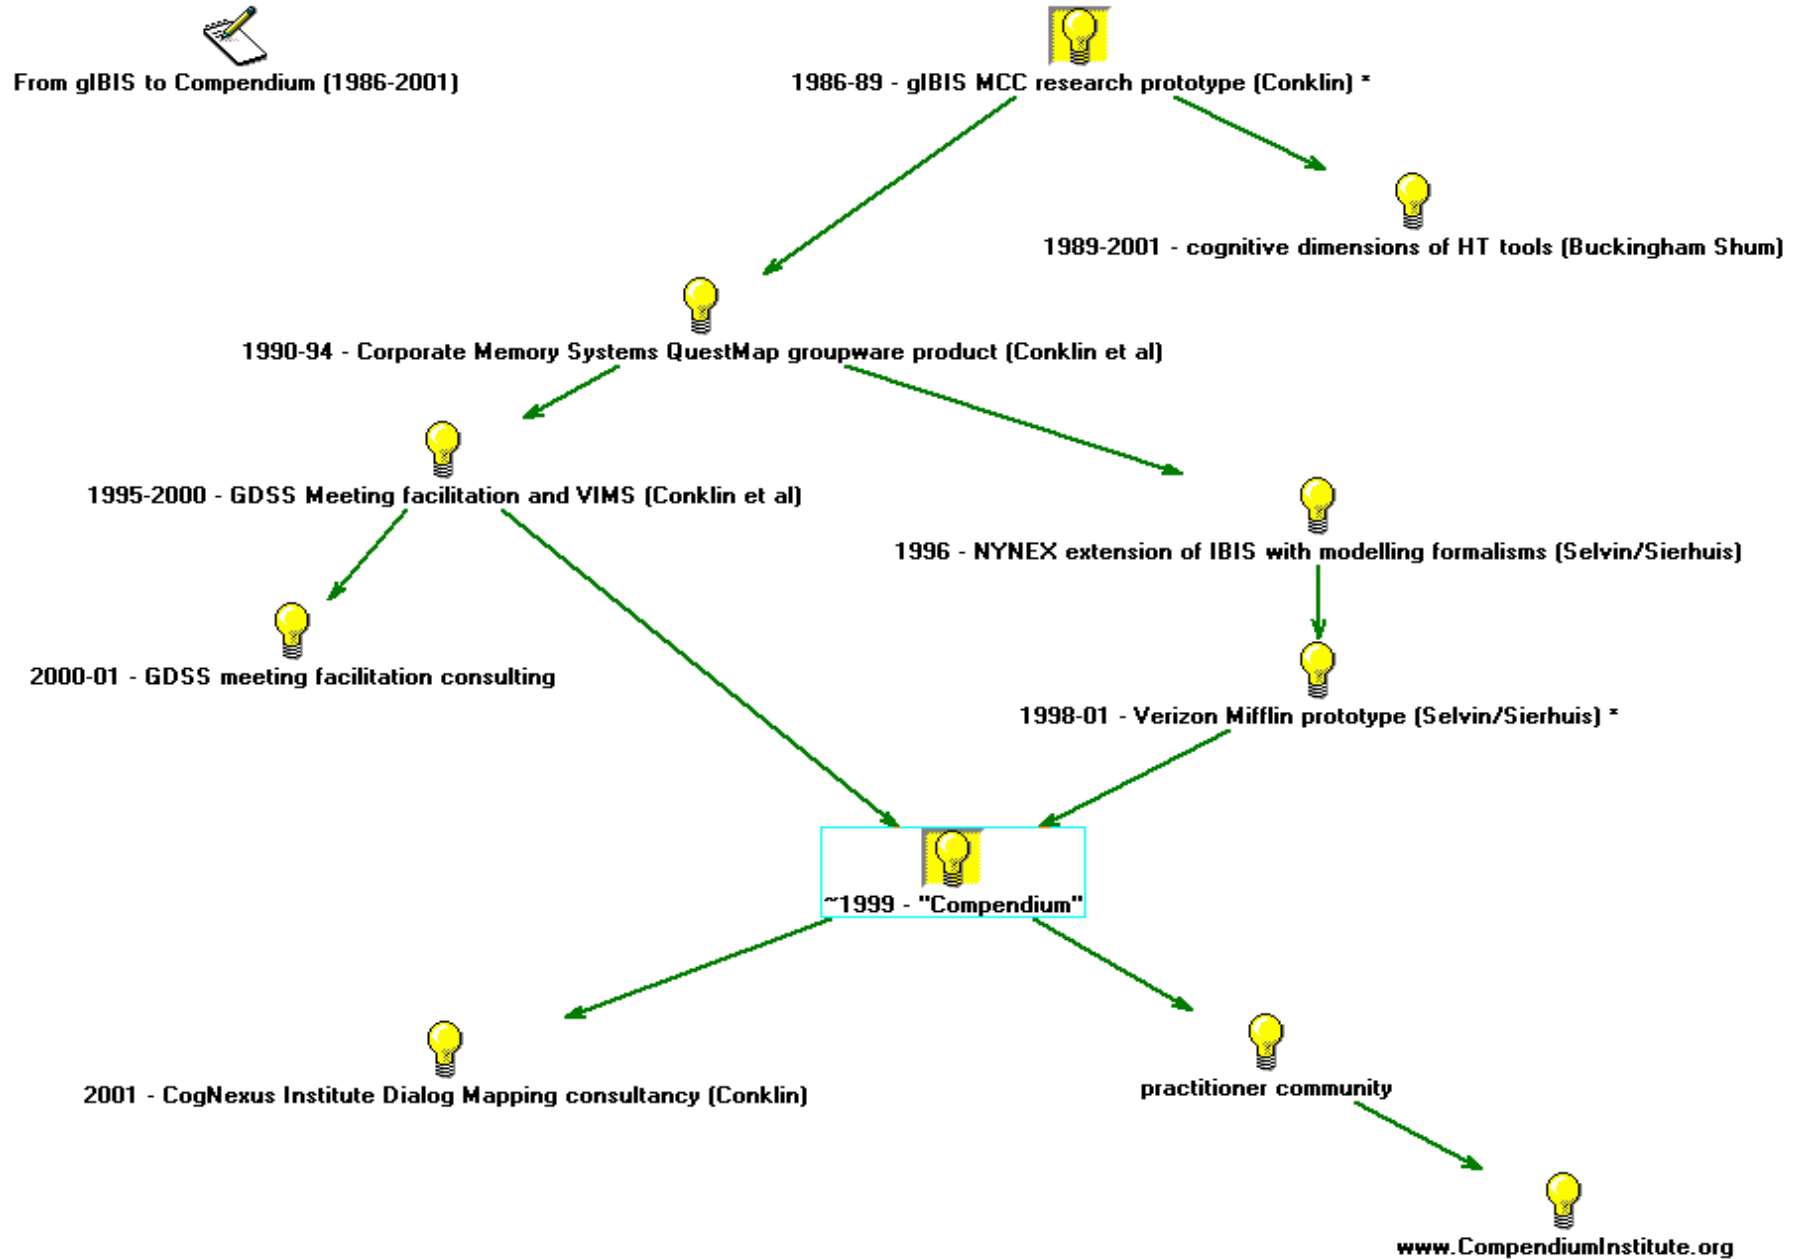 From gIBIS to Compendium (1986-2001)
1986-89 - gIBIS MCC research prototype (Conklin) *
1989-2001 - cognitive dimensions of HT tools (Buckingham Shum)
1990-94 - Corporate Memory Systems QuestMap groupware product (Conklin et al)
1995-2000 - GDSS Meeting facilitation and VIMS (Conklin et al)
1996 - NYNEX extension of IBIS with modelling formalisms (Selvin/Sierhuis)
2000-01 - GDSS meeting facilitation consulting
1998-01 - Verizon Mifflin prototype (Selvin/Sierhuis) *
~1999 - "Compendium"
2001 - CogNexus Institute Dialog Mapping consultancy (Conklin)
practitioner community
www.CompendiumInstitute.org